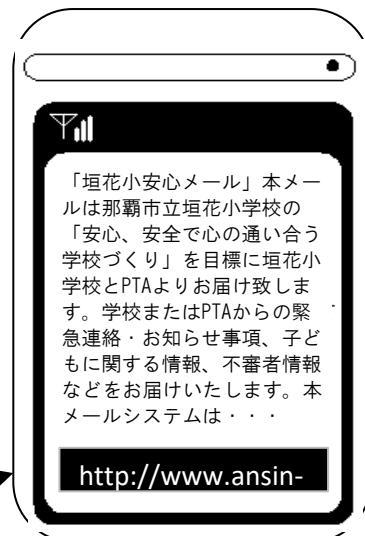 「垣花小安心メール」本メー
ルは那覇市立垣花小学校の
「安心、安全で心の通い合う
学校づくり」を目標に垣花小
学校とPTAよりお届け致しま
す。学校またはPTAからの緊
急連絡・お知らせ事項、子ど
もに関する情報、不審者情報
などをお届けいたします。本
メールシステムは・・・
http://www.ansin-